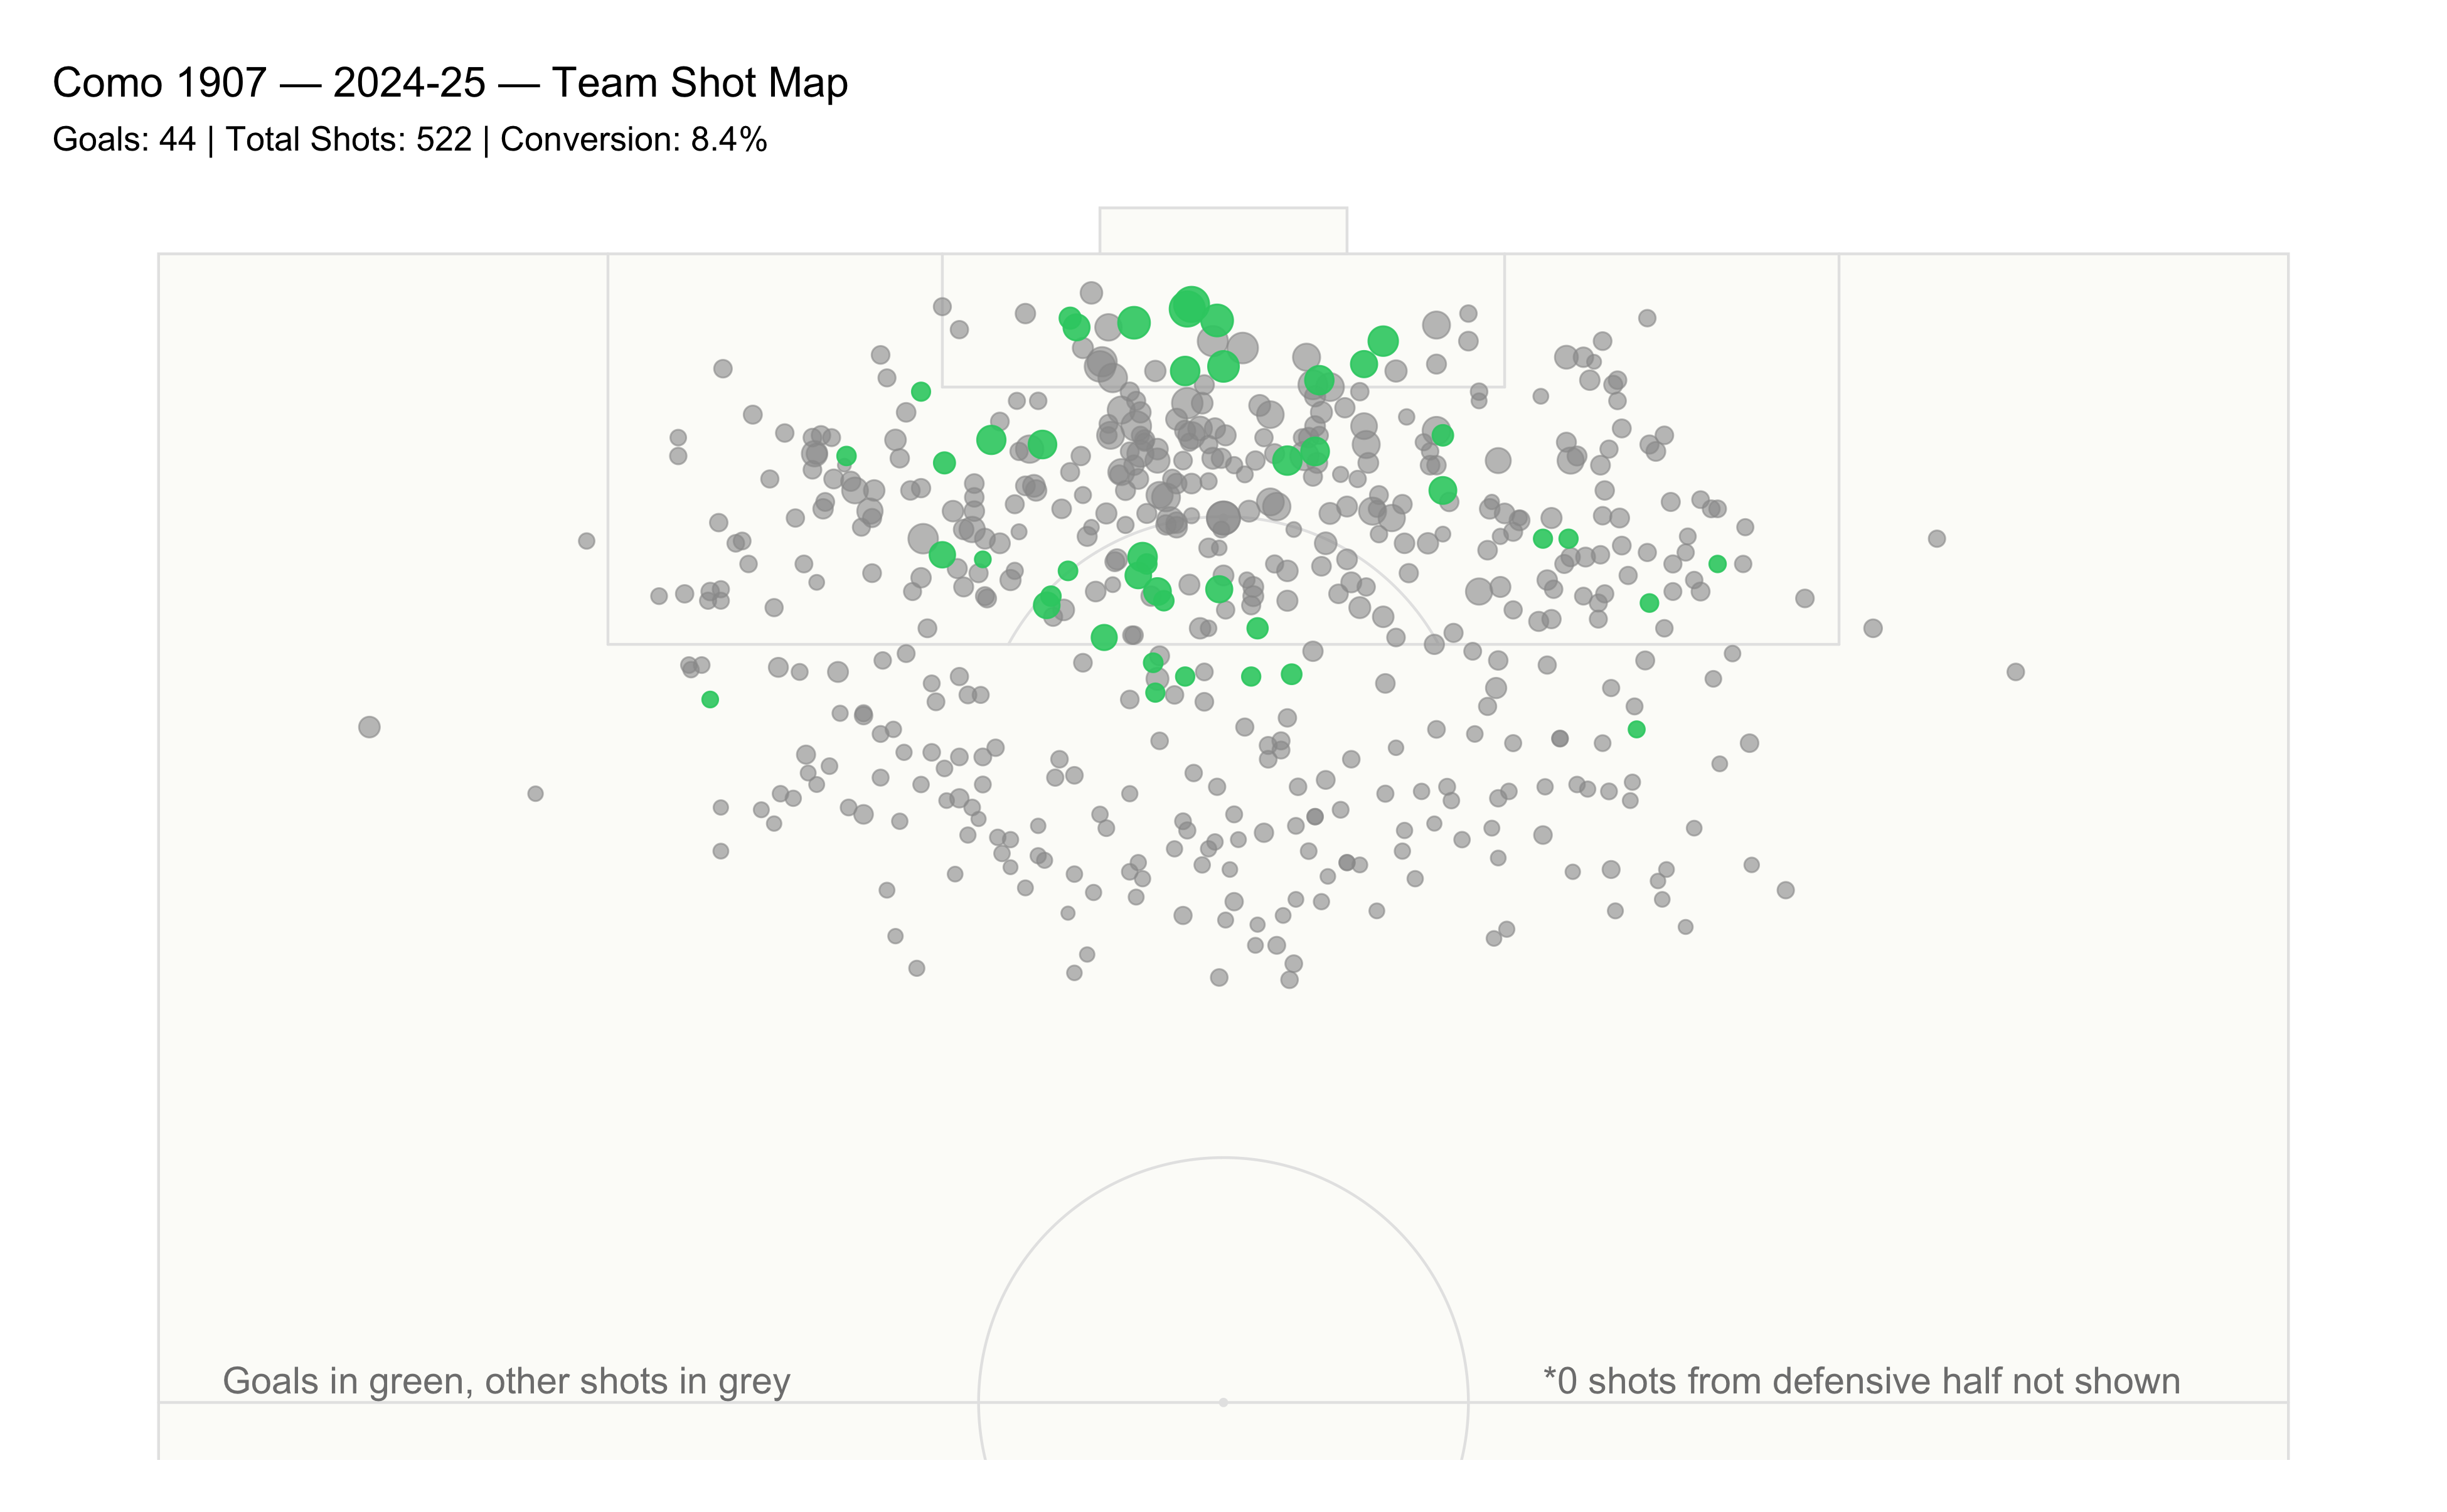 Como 1907 — 2024-25 — Team Shot Map
Goals: 44 | Total Shots: 522 | Conversion: 8.4%
Goals in green, other shots in grey
*0 shots from defensive half not shown